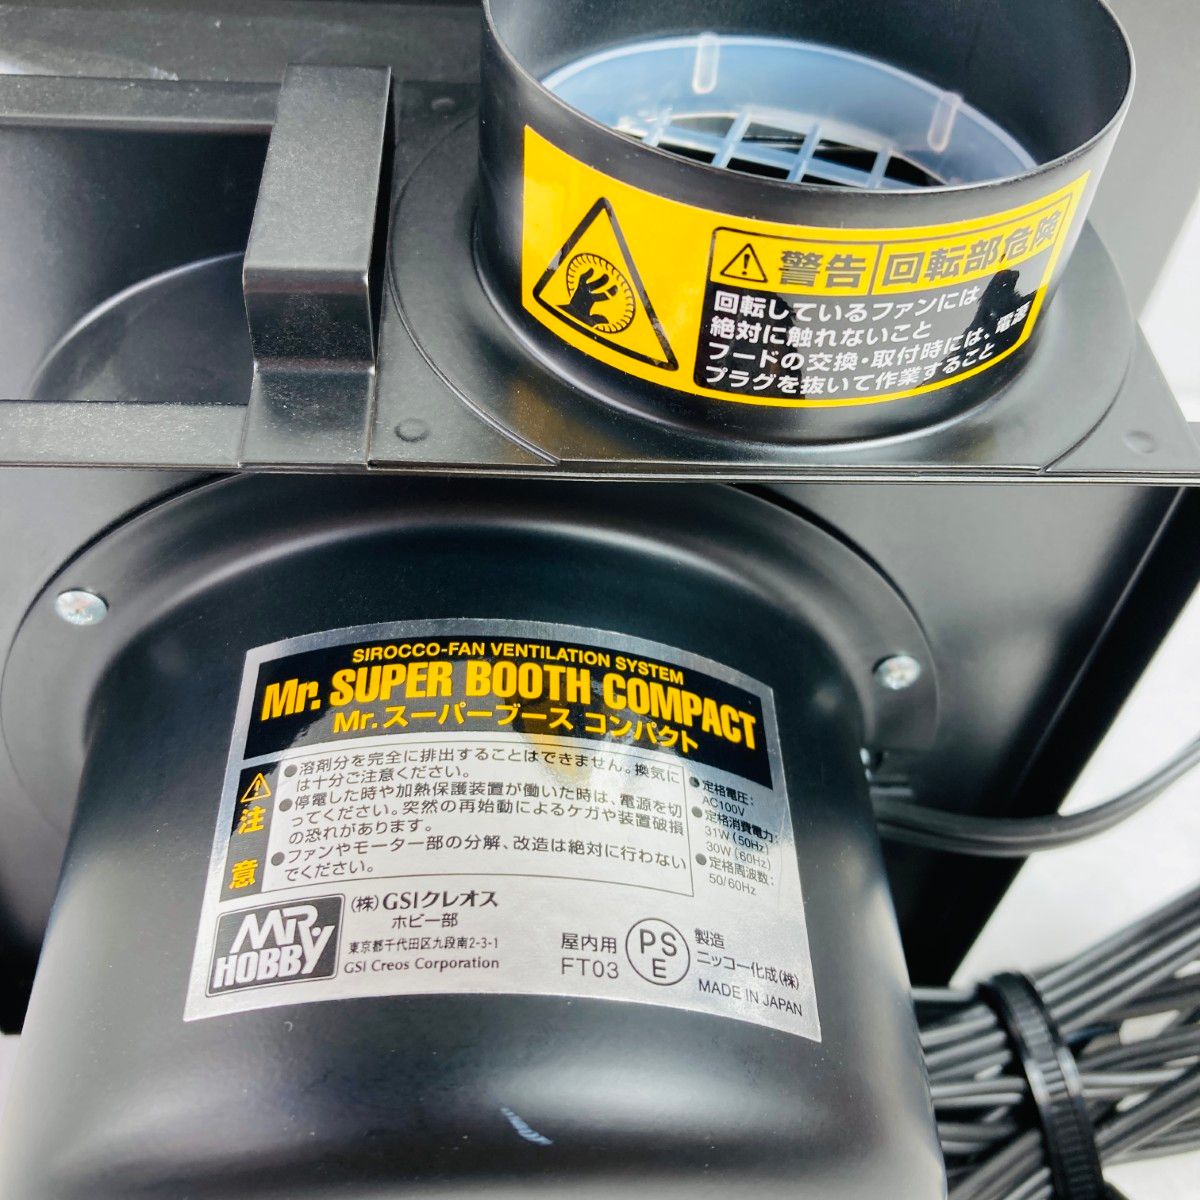 警告 回転部危険
回転しているファンには
絶対に触れないこと
フードの交換・取付時には、電源
プラグを抜いて作業すること
SIROCCO-FAN VENTILATION SYSTEM
Mr. SUPER BOOTH COMPACT
Mr.スーパーブース コンパクト
注意
●溶剤分を完全に排出することはできません。換気に
は十分ご注意ください。
●停電した時や加熱保護装置が働いた時は、電源を切
ってください。突然の再始動によるケガや装置破損
の恐れがあります。
●ファンやモーター部の分解、改造は絶対に行わない
でください。
●定格電圧:
AC100V
●定格消費電力:
31W(50Hz)
30W(60Hz)
●定格周波数:
50/60Hz
MR.HOBBY
(株)GSIクレオス
ホビー部
東京都千代田区九段南2-3-1
GSI Creos Corporation
屋内用
FT03
PS
E
製造
ニッコー化成(株)
MADE IN JAPAN